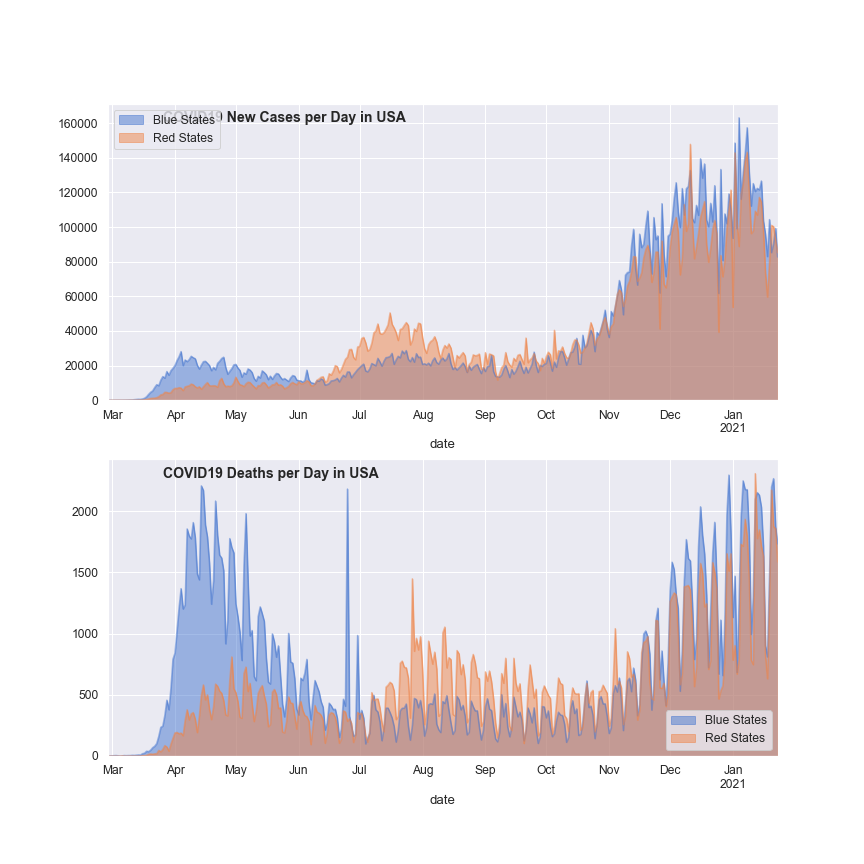 COVID19 New Cases per Day in USA
Blue States
Red States
160000
140000
120000
100000
80000
60000
40000
20000
0
Mar Apr May Jun Jul Aug Sep Oct Nov Dec Jan
2021
date
COVID19 Deaths per Day in USA
2000
1500
1000
500
0
Blue States
Red States
Mar Apr May Jun Jul Aug Sep Oct Nov Dec Jan
2021
date